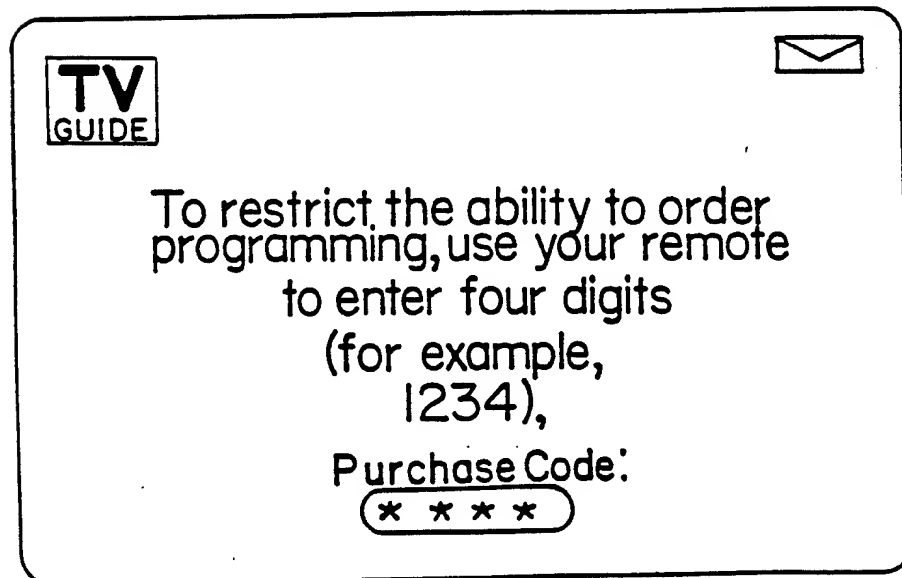 TV
GUIDE
To restrict the ability to order
programming, use your remote
to enter four digits
(for example,
1234),
Purchase Code:
* * * *